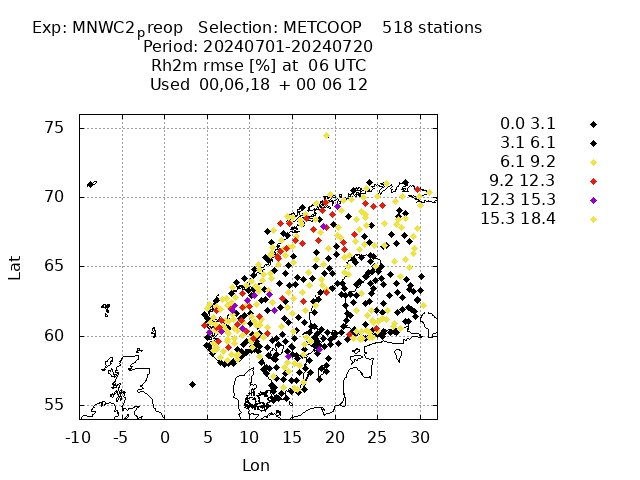 Exp: MNWC2preop   Selection: METCOOP    518 stations
Period: 20240701-20240720
Rh2m rmse [%] at  06 UTC
Used  00,06,18  + 00 06 12
0.0 3.1
3.1 6.1
6.1 9.2
9.2 12.3
12.3 15.3
15.3 18.4
75
70
65
60
55
Lat
-10 -5 0 5 10 15 20 25 30
Lon